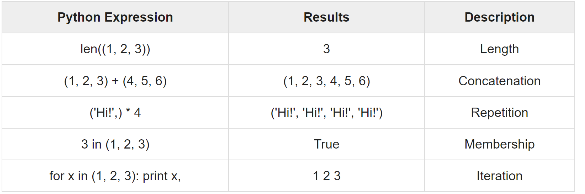 Python Expression Results Description
len((1, 2, 3)) 3 Length
(1, 2, 3) + (4, 5, 6) (1, 2, 3, 4, 5, 6) Concatenation
('Hi!',) * 4 ('Hi!', 'Hi!', 'Hi!', 'Hi!') Repetition
3 in (1, 2, 3) True Membership
for x in (1, 2, 3): print x, 1 2 3 Iteration